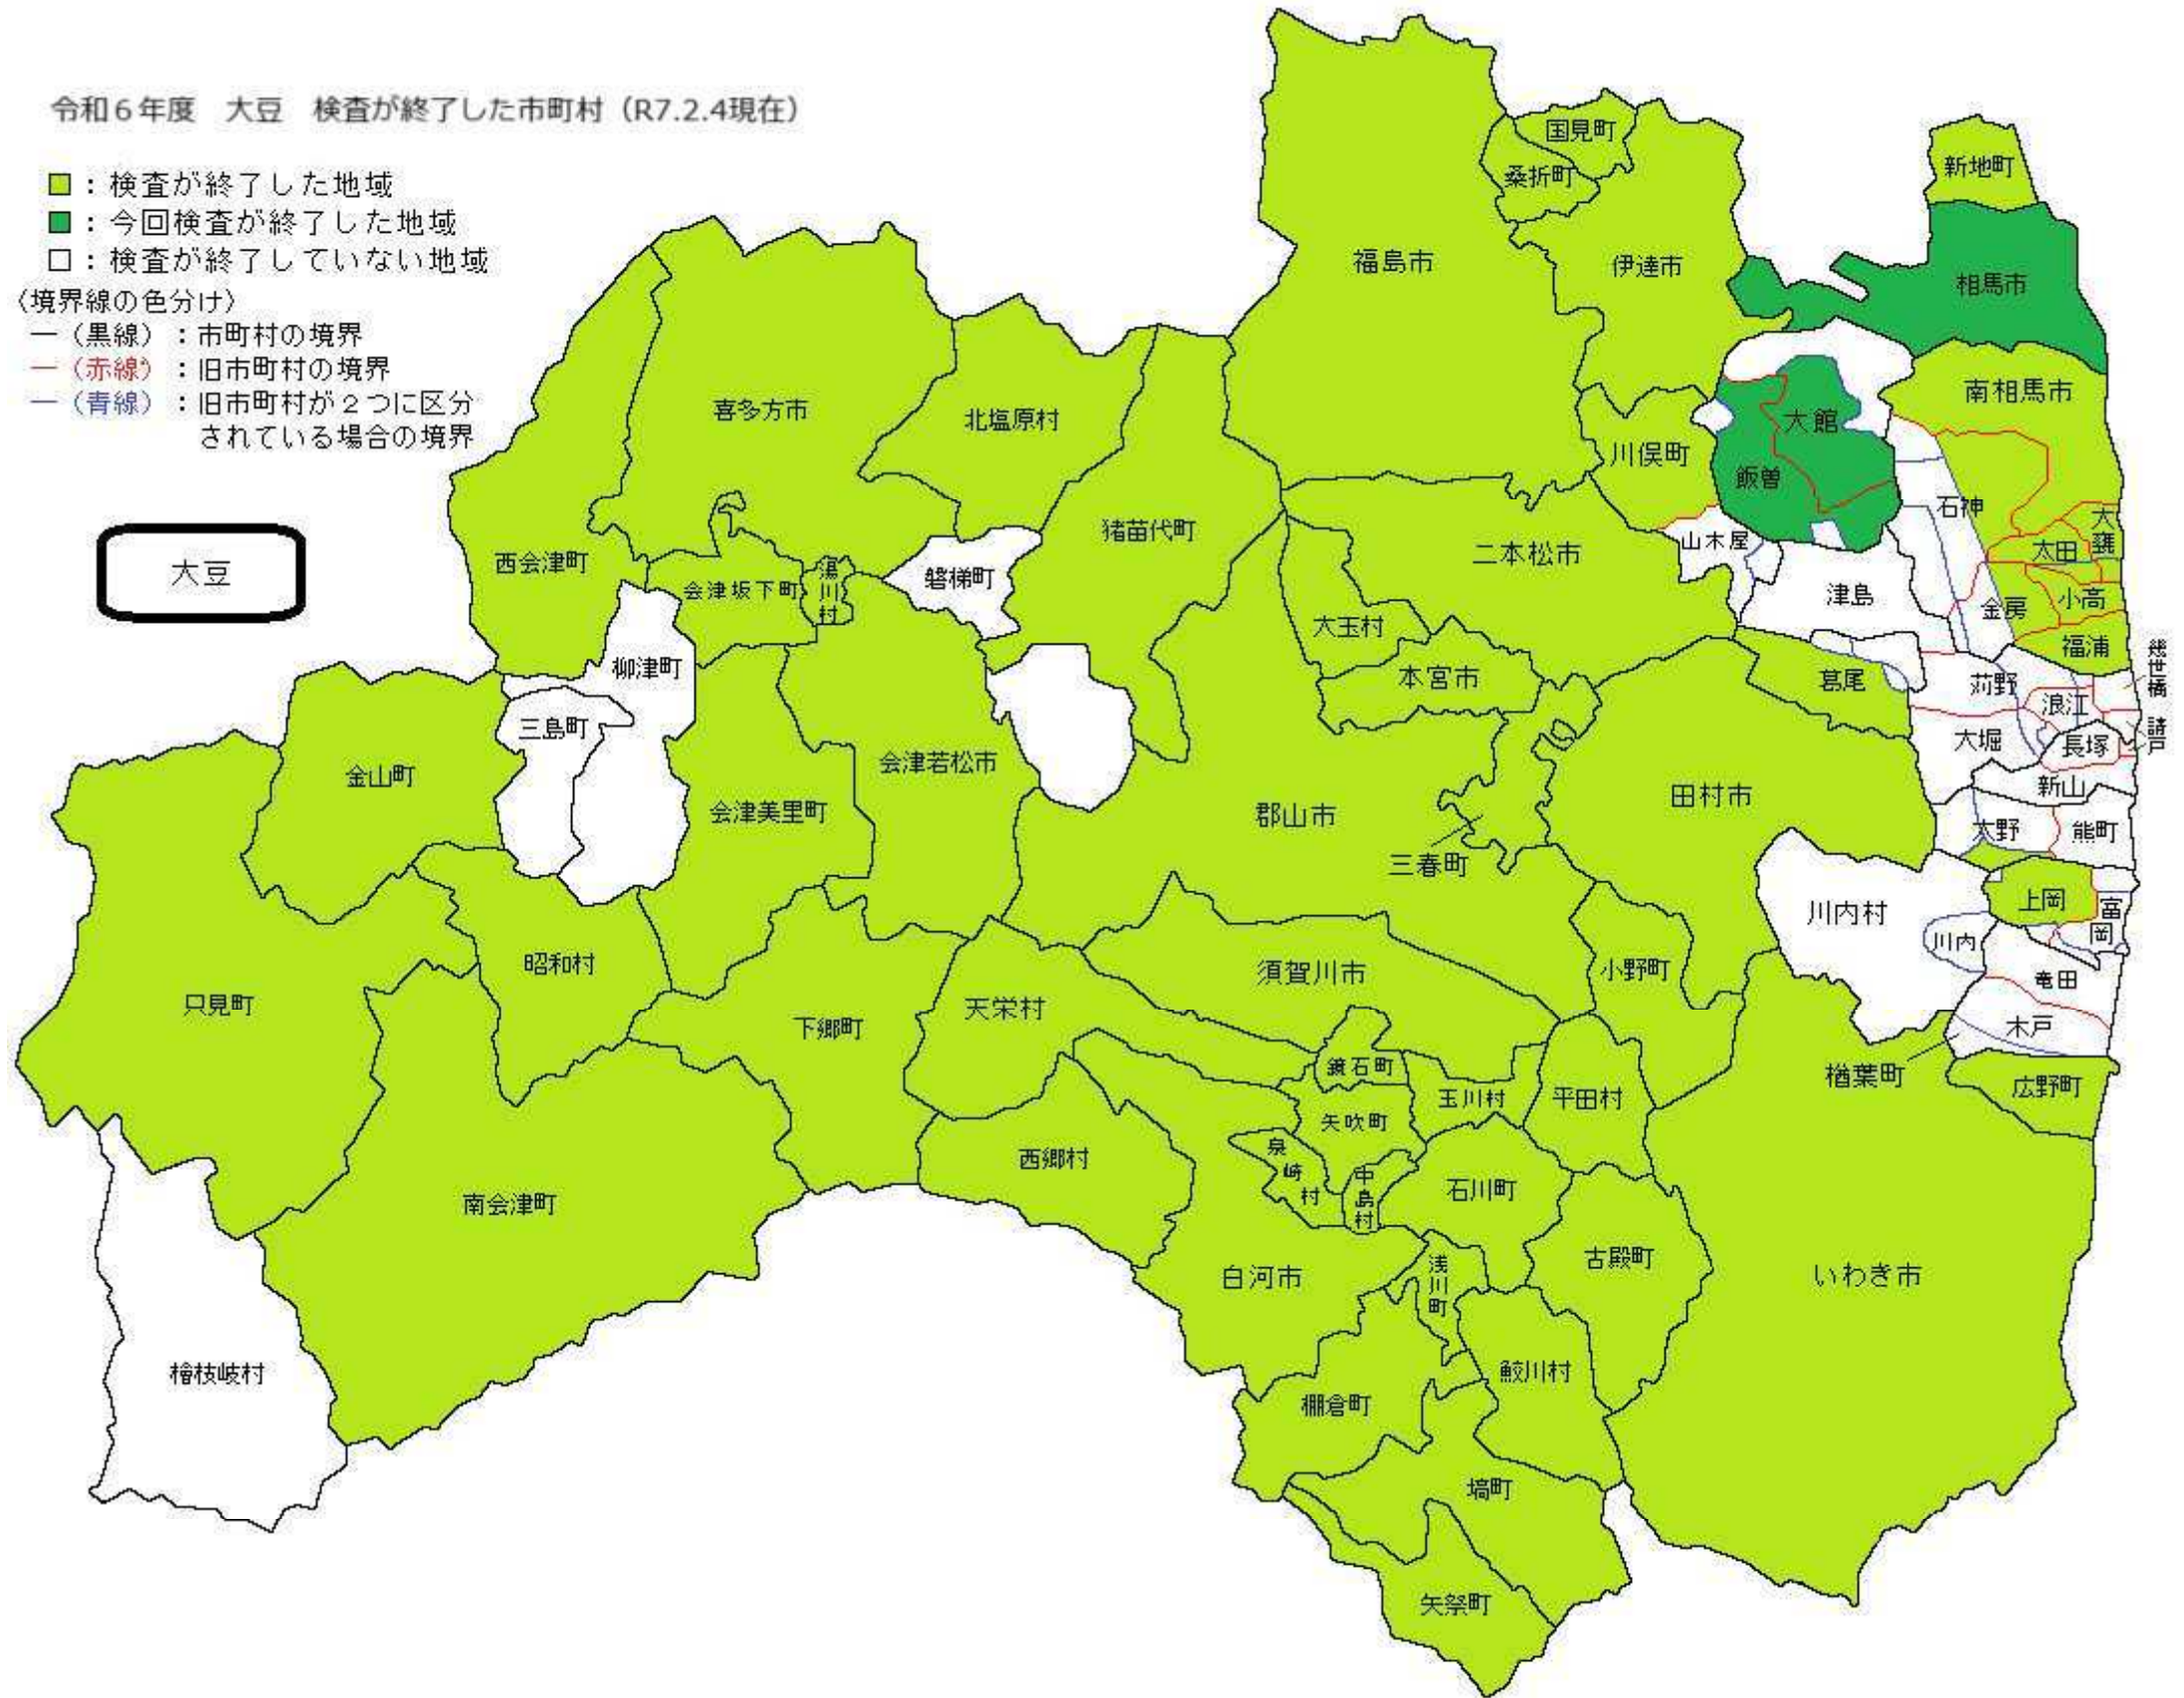 令和６年度　大豆　検査が終了した市町村（R7.2.4現在）
：検査が終了した地域
：今回検査が終了した地域
：検査が終了していない地域
〈境界線の色分け〉
―（黒線）：市町村の境界
―（赤線）：旧市町村の境界
―（青線）：旧市町村が２つに区分
されている場合の境界
大豆
国見町
桑折町
新地町
福島市
伊達市
相馬市
喜多方市
北塩原村
南相馬市
大館
川俣町
飯曽
石神
西会津町
猪苗代町
二本松市
山木屋
大甕
太田
会津坂下町
湯川村
磐梯町
津島
金房
小高
大玉村
福浦
柳津町
本宮市
葛尾
苅野
幾世橋
浪江
三島町
請戸
大堀
長塚
金山町
会津若松市
田村市
新山
会津美里町
郡山市
大野
熊町
三春町
上岡
川内村
富岡
川内
昭和村
須賀川市
小野町
竜田
只見町
天栄村
下郷町
木戸
鏡石町
楢葉町
広野町
玉川村
平田村
矢吹町
泉崎村
西郷村
中島村
石川町
南会津町
古殿町
白河市
浅川町
いわき市
檜枝岐村
鮫川村
棚倉町
塙町
矢祭町